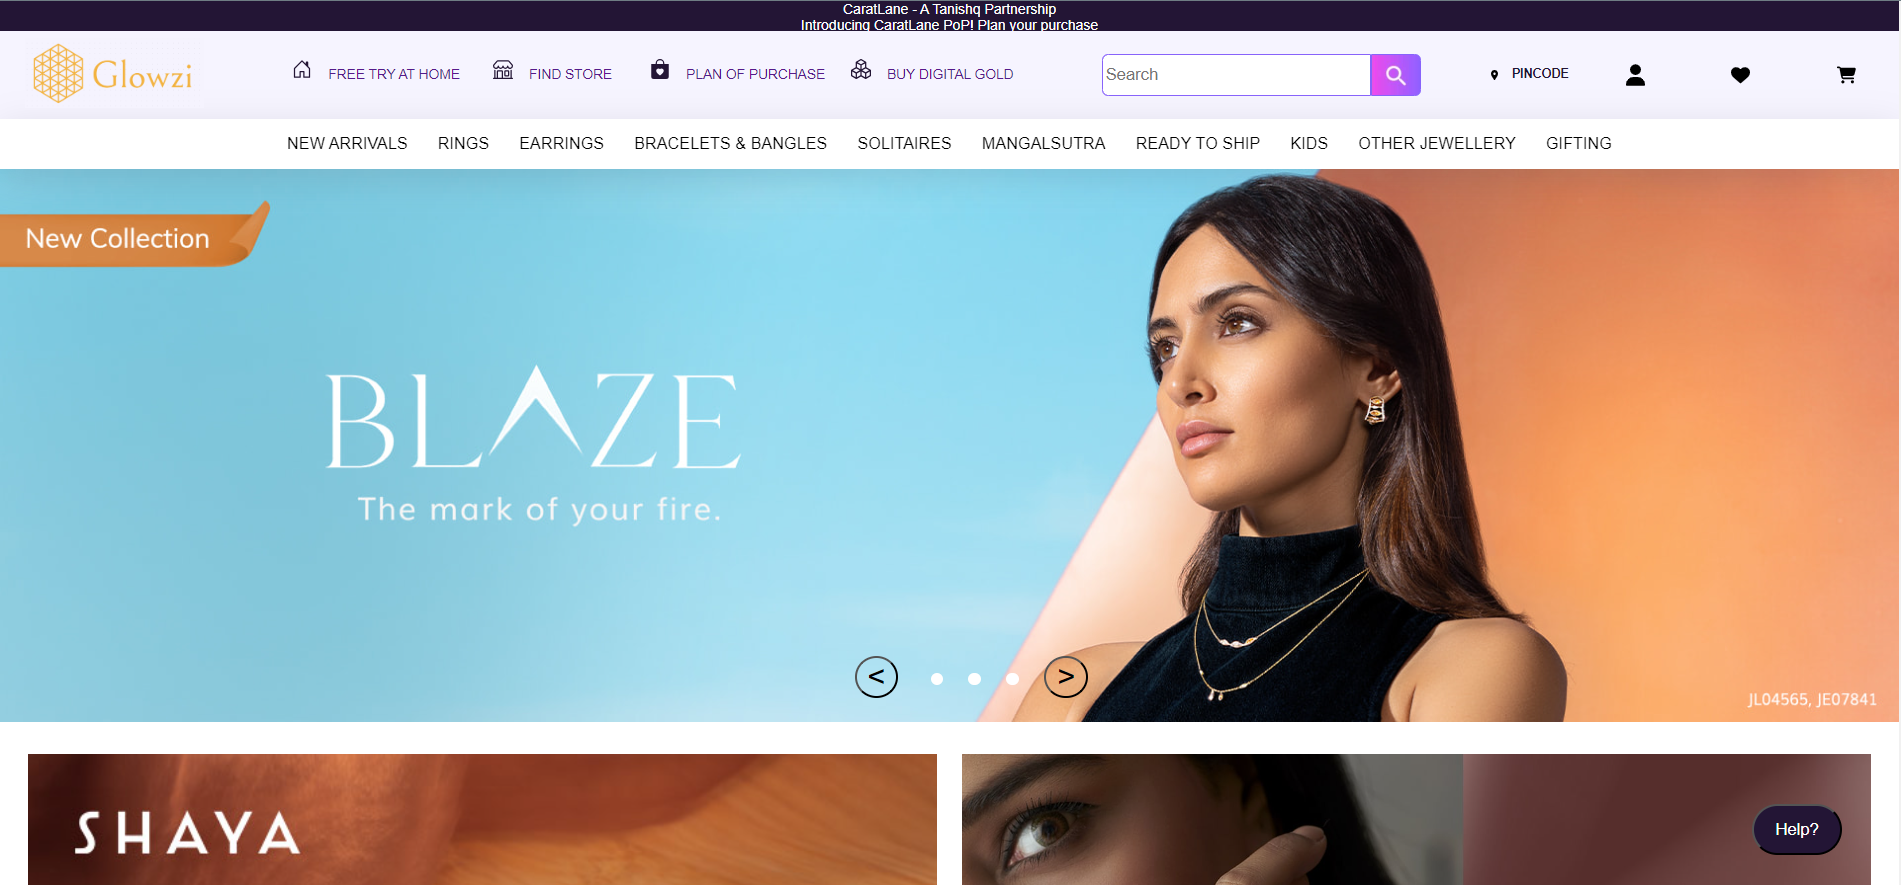 CaratLane - A Tanishq Partnership
Introducing CaratLane PoP! Plan your purchase
Glowzi
FREE TRY AT HOME
FIND STORE
PLAN OF PURCHASE
BUY DIGITAL GOLD
Search
PINCODE
NEW ARRIVALS
RINGS
EARRINGS
BRACELETS & BANGLES
SOLITAIRES
MANGALSUTRA
READY TO SHIP
KIDS
OTHER JEWELLERY
GIFTING
New Collection
BLAZE
The mark of your fire.
<
>
JL04565, JE07841
SHAYA
Help?